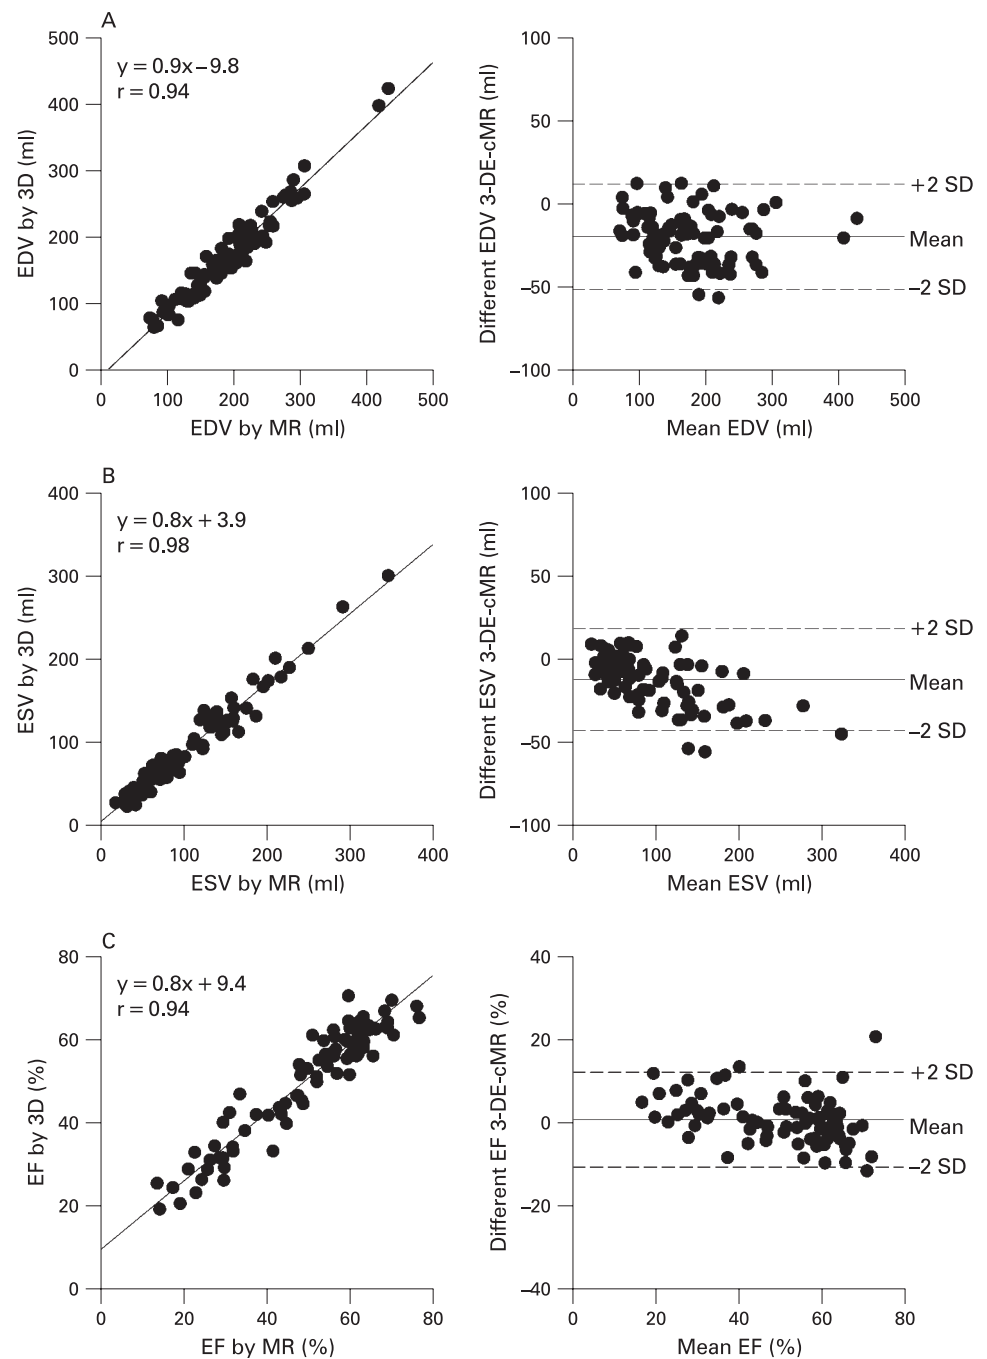 A
500
400
300
200
100
0
y = 0.9x – 9.8
r = 0.94
EDV by 3D (ml)
0 100 200 300 400 500
EDV by MR (ml)
100
50
0
–50
–100
Different EDV 3-DE-cMR (ml)
+2 SD
Mean
–2 SD
0 100 200 300 400 500
Mean EDV (ml)
B
400
300
200
100
0
y = 0.8x + 3.9
r = 0.98
ESV by 3D (ml)
0 100 200 300 400
ESV by MR (ml)
100
50
0
–50
–100
Different ESV 3-DE-cMR (ml)
+2 SD
Mean
–2 SD
0 100 200 300 400
Mean ESV (ml)
C
80
60
40
20
0
y = 0.8x + 9.4
r = 0.94
EF by 3D (%)
0 20 40 60 80
EF by MR (%)
40
20
0
–20
–40
Different EF 3-DE-cMR (%)
+2 SD
Mean
–2 SD
0 20 40 60 80
Mean EF (%)